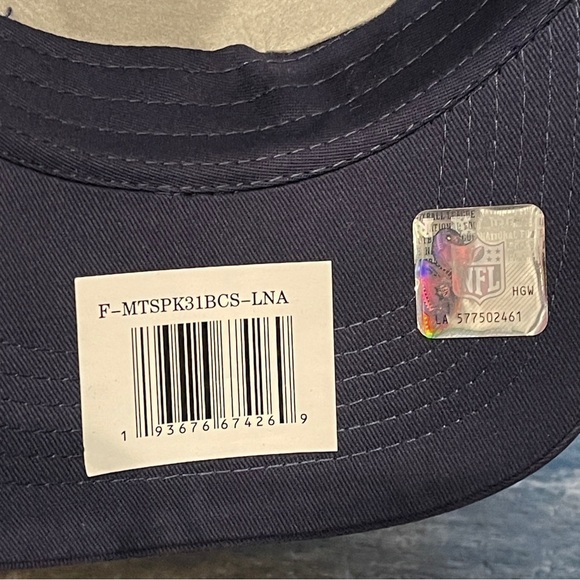 F-MTSPK31BCS-LNA
1 93676 67426 9
NFL
HGW
LA 577502461